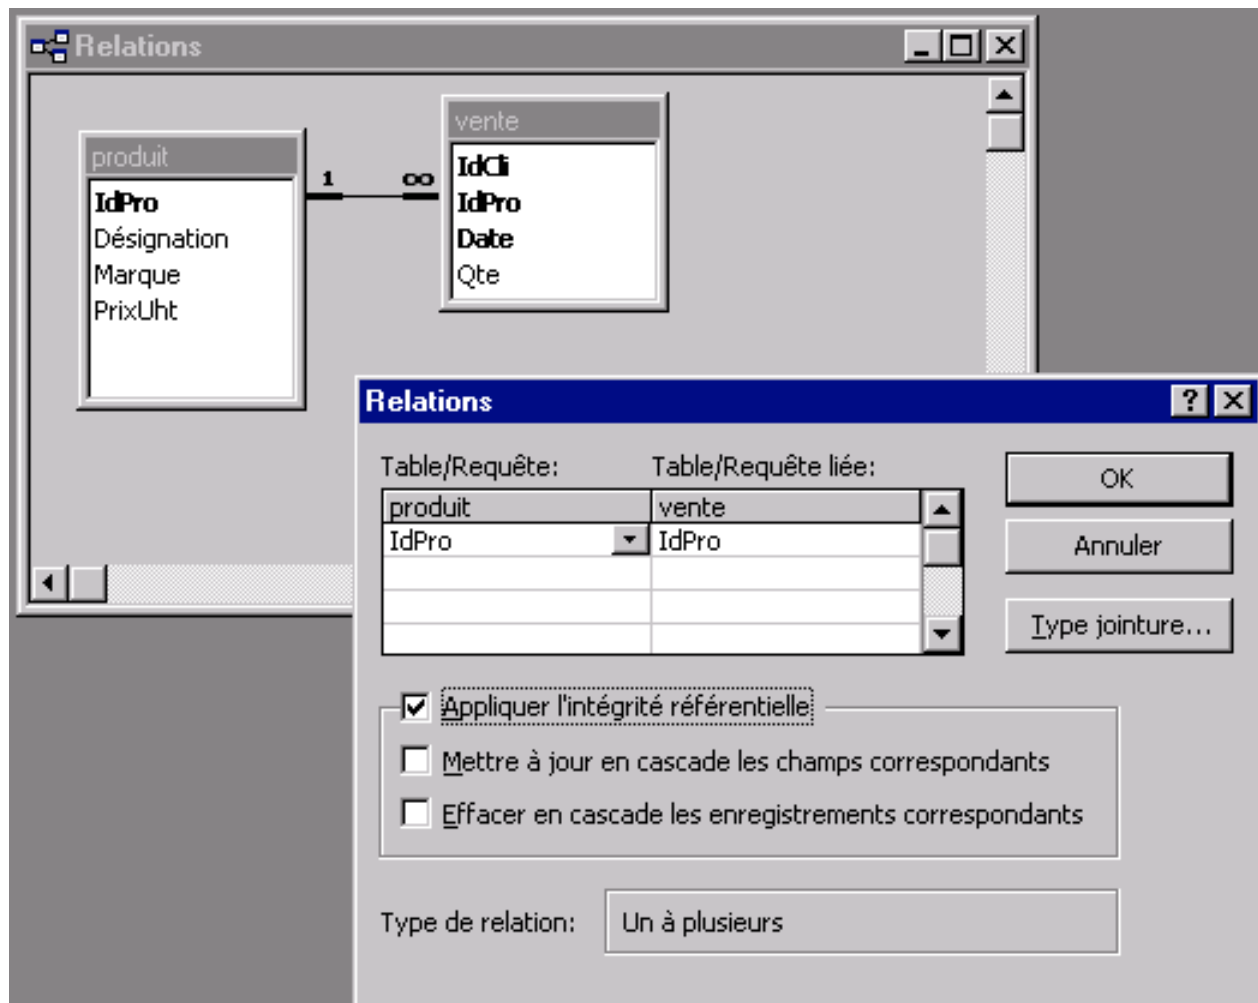 Relations
produit
IdPro
Désignation
Marque
PrixUht
1 ∞
vente
IdCli
IdPro
Date
Qte
Relations
Table/Requête: Table/Requête liée:
produit vente
IdPro IdPro
OK
Annuler
Type jointure...
Appliquer l'intégrité référentielle
Mettre à jour en cascade les champs correspondants
Effacer en cascade les enregistrements correspondants
Type de relation: Un à plusieurs